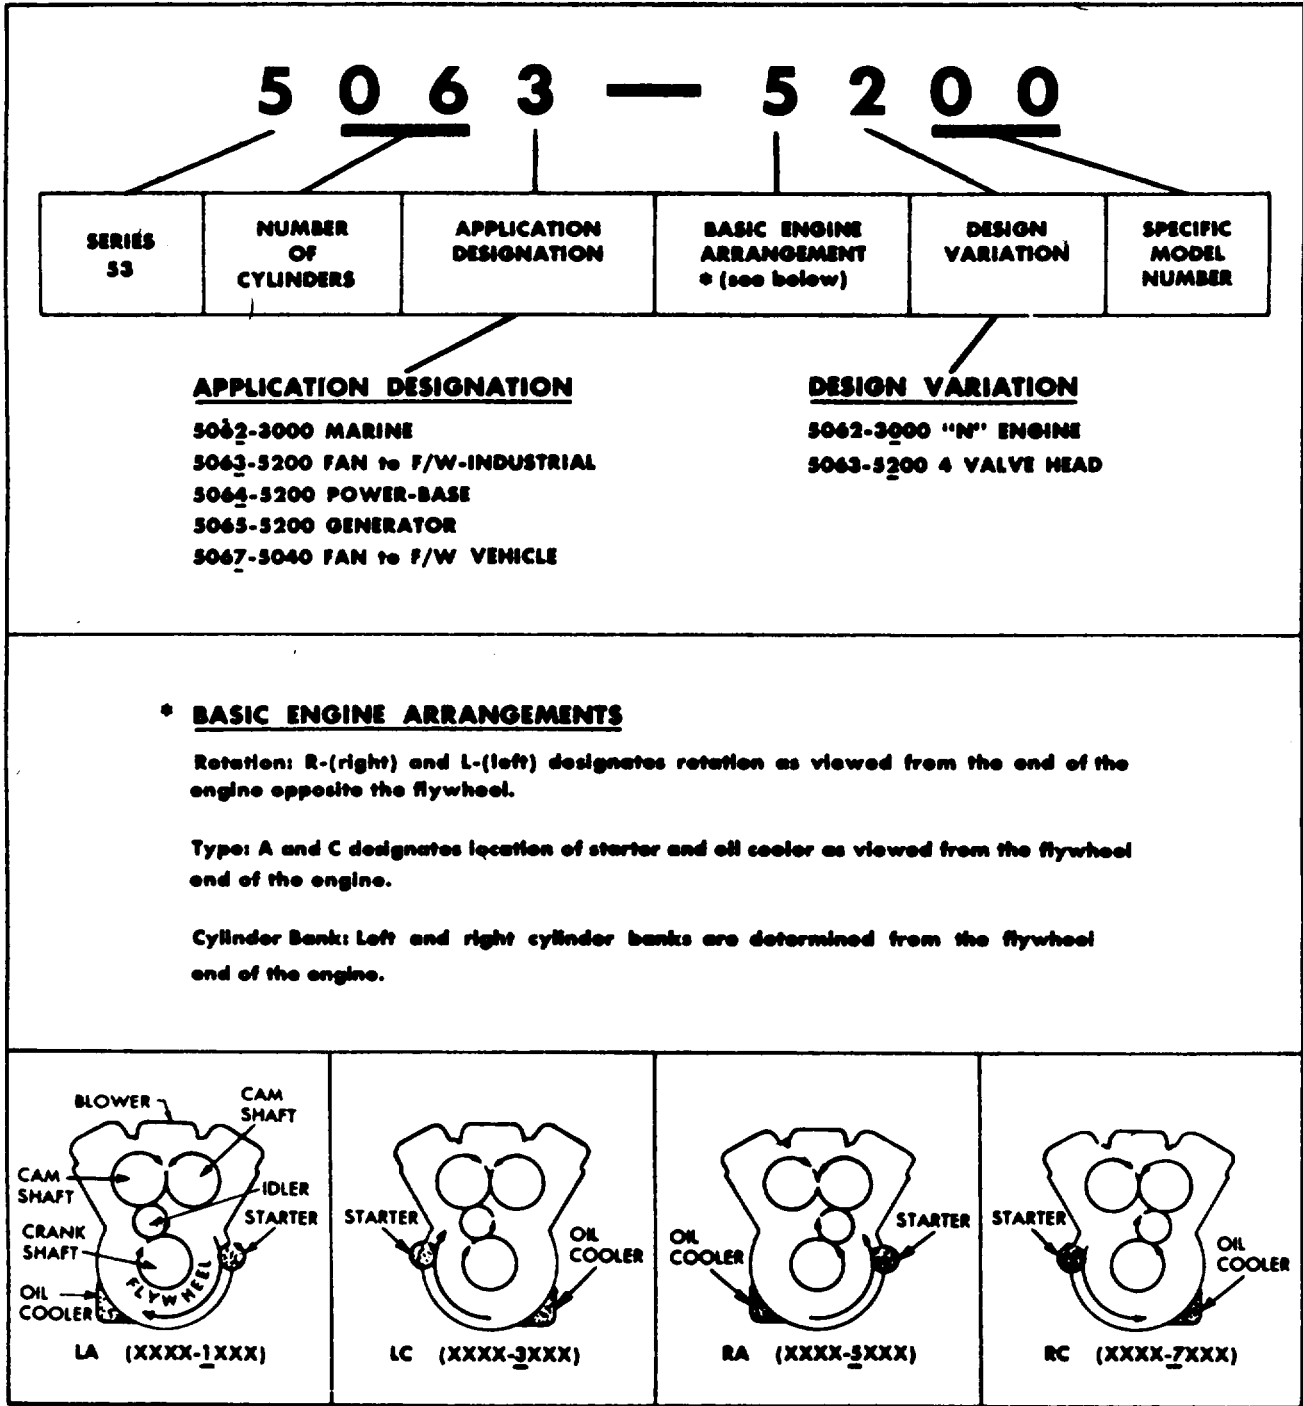 5 0 6 3 — 5 2 0 0
SERIES
53
NUMBER
OF
CYLINDERS
APPLICATION
DESIGNATION
BASIC ENGINE
ARRANGEMENT
* (see below)
DESIGN
VARIATION
SPECIFIC
MODEL
NUMBER
APPLICATION DESIGNATION
5062-3000 MARINE
5063-5200 FAN to F/W-INDUSTRIAL
5064-5200 POWER-BASE
5065-5200 GENERATOR
5067-5040 FAN to F/W VEHICLE
DESIGN VARIATION
5062-3000 "N" ENGINE
5063-5200 4 VALVE HEAD
* BASIC ENGINE ARRANGEMENTS
Rotation: R-(right) and L-(left) designates rotation as viewed from the end of the
engine opposite the flywheel.
Type: A and C designates location of starter and oil cooler as viewed from the flywheel
end of the engine.
Cylinder Bank: Left and right cylinder banks are determined from the flywheel
end of the engine.
BLOWER
CAM
SHAFT
CAM
SHAFT
IDLER
STARTER
CRANK
SHAFT
FLYWHEEL
OIL
COOLER
LA (XXXX-1XXX)
STARTER
OIL
COOLER
LC (XXXX-3XXX)
OIL
COOLER
STARTER
RA (XXXX-5XXX)
STARTER
OIL
COOLER
RC (XXXX-7XXX)